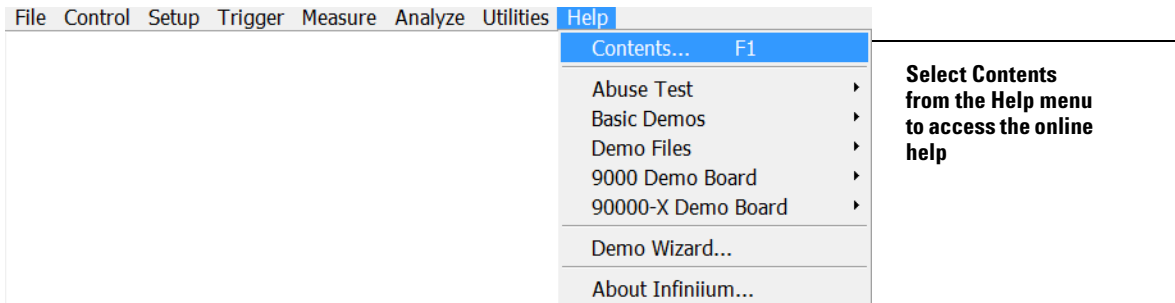 File Control Setup Trigger Measure Analyze Utilities Help
Contents... F1
Abuse Test
Basic Demos
Demo Files
9000 Demo Board
90000-X Demo Board
Demo Wizard...
About Infiniium...
Select Contents
from the Help menu
to access the online
help